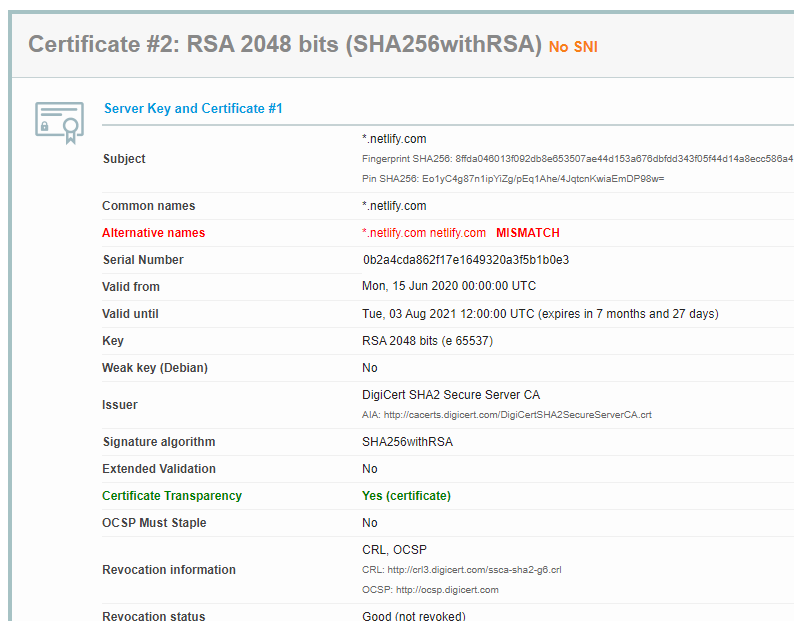 Certificate #2: RSA 2048 bits (SHA256withRSA) No SNI
Server Key and Certificate #1
Subject
*.netlify.com
Fingerprint SHA256: 8ffda046013f092db8e653507ae44d153a676dbfdd343f05f44d14a8ecc586a4
Pin SHA256: Eo1yC4g87n1ipYiZg/pEq1Ahe/4JqtcnKwiaEmDP98w=
Common names *.netlify.com
Alternative names *.netlify.com netlify.com MISMATCH
Serial Number 0b2a4cda862f17e1649320a3f5b1b0e3
Valid from Mon, 15 Jun 2020 00:00:00 UTC
Valid until Tue, 03 Aug 2021 12:00:00 UTC (expires in 7 months and 27 days)
Key RSA 2048 bits (e 65537)
Weak key (Debian) No
Issuer
DigiCert SHA2 Secure Server CA
AIA: http://cacerts.digicert.com/DigiCertSHA2SecureServerCA.crt
Signature algorithm SHA256withRSA
Extended Validation No
Certificate Transparency Yes (certificate)
OCSP Must Staple No
Revocation information
CRL, OCSP
CRL: http://crl3.digicert.com/ssca-sha2-g6.crl
OCSP: http://ocsp.digicert.com
Revocation status Good (not revoked)